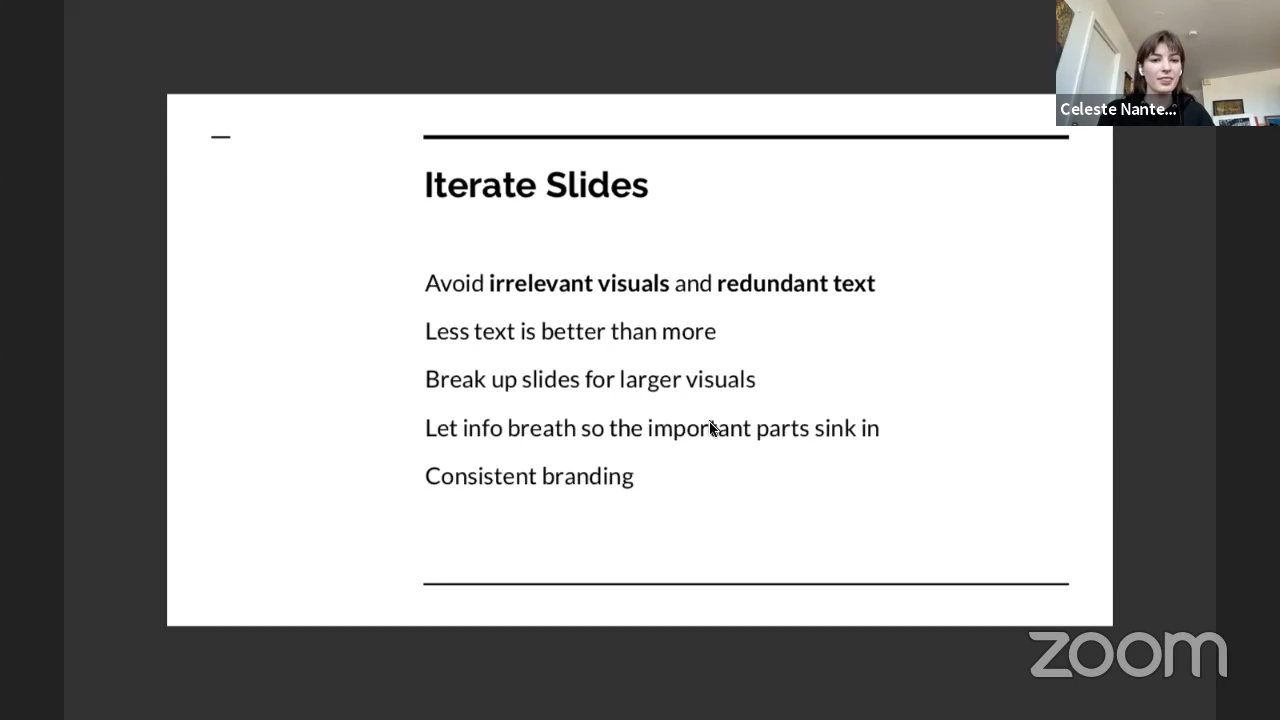 Celeste Nante...
Iterate Slides
Avoid irrelevant visuals and redundant text
Less text is better than more
Break up slides for larger visuals
Let info breath so the important parts sink in
Consistent branding
zoom